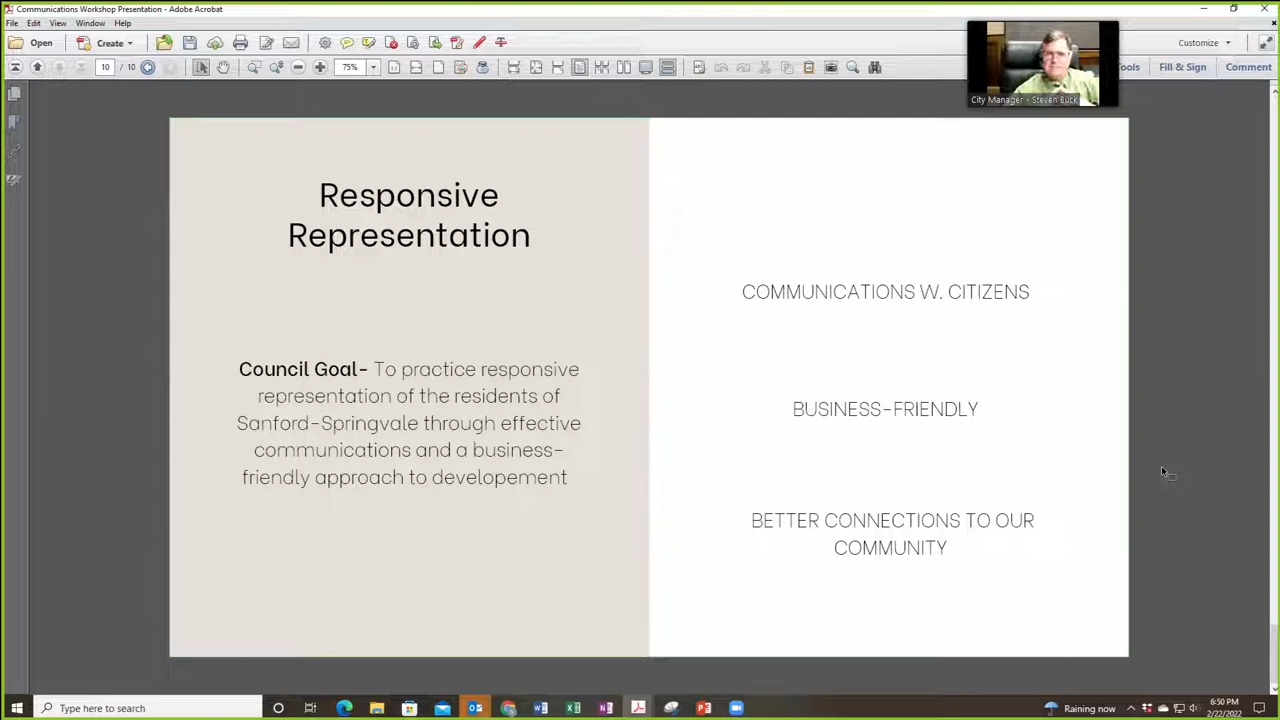 Communications Workshop Presentation - Adobe Acrobat
File Edit View Window Help
Open Create Customize
10 / 10 75% Tools Fill & Sign Comment
City Manager - Steven Buck
Responsive
Representation
Council Goal- To practice responsive
representation of the residents of
Sanford-Springvale through effective
communications and a business-
friendly approach to developement
COMMUNICATIONS W. CITIZENS
BUSINESS-FRIENDLY
BETTER CONNECTIONS TO OUR
COMMUNITY
Type here to search
Raining now
6:50 PM
2/22/2022